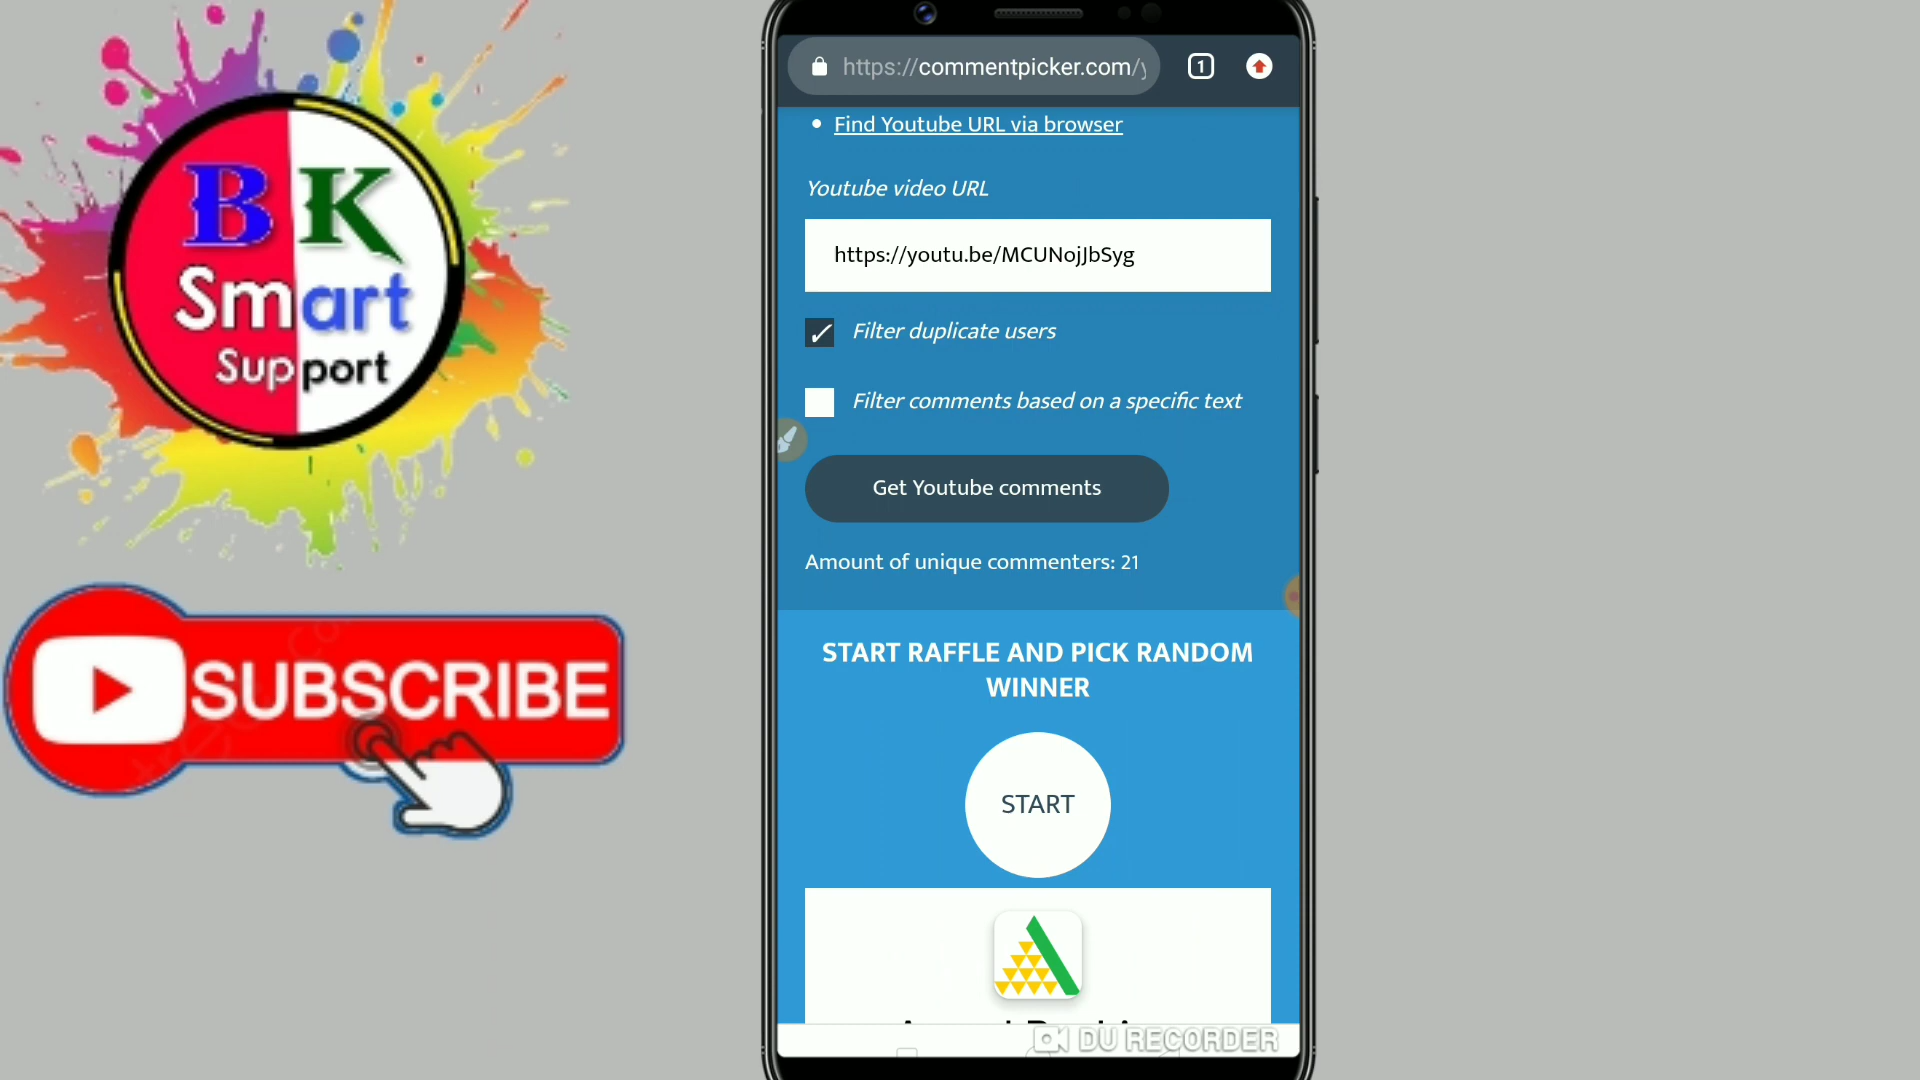 B K
Smart
Support
SUBSCRIBE
https://commentpicker.com/y
1
Find Youtube URL via browser
Youtube video URL
https://youtu.be/MCUNojJbSyg
Filter duplicate users
Filter comments based on a specific text
Get Youtube comments
Amount of unique commenters: 21
START RAFFLE AND PICK RANDOM
WINNER
START
DU RECORDER